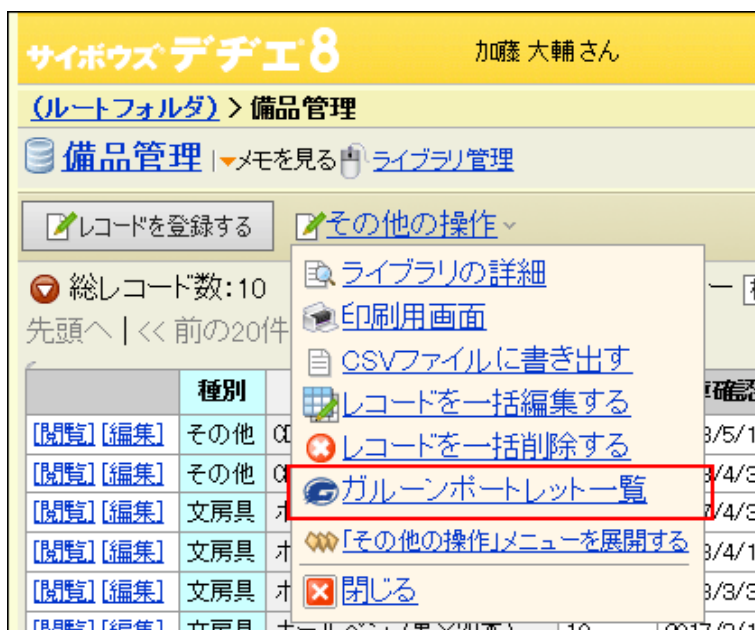 サイボウズ デヂエ 8 加藤 大輔 さん
(ルートフォルダ) > 備品管理
備品管理 | メモを見る ライブラリ管理
レコードを登録する その他の操作
ライブラリの詳細
総レコード数:10
印刷用画面
先頭へ | << 前の20件
CSVファイルに書き出す
レコードを一括編集する
種別
レコードを一括削除する
[閲覧] [編集] その他
[閲覧] [編集] その他
ガルーンポートレット一覧
[閲覧] [編集] 文房具
[閲覧] [編集] 文房具
「その他の操作」メニューを展開する
[閲覧] [編集] 文房具
閉じる